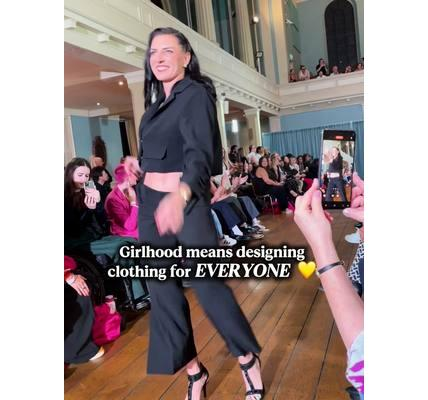 Girlhood means designing
clothing for EVERYONE 💛